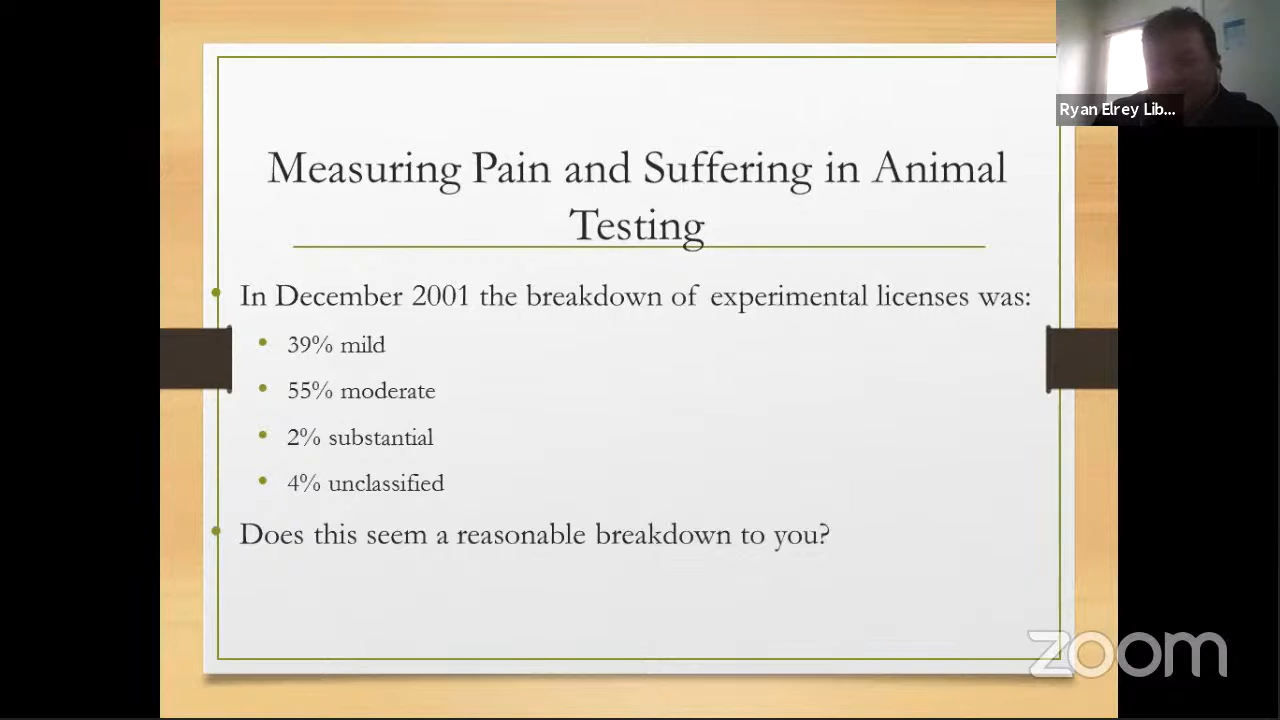 Ryan Elrey Lib...
Measuring Pain and Suffering in Animal
Testing
• In December 2001 the breakdown of experimental licenses was:
• 39% mild
• 55% moderate
• 2% substantial
• 4% unclassified
• Does this seem a reasonable breakdown to you?
zoom